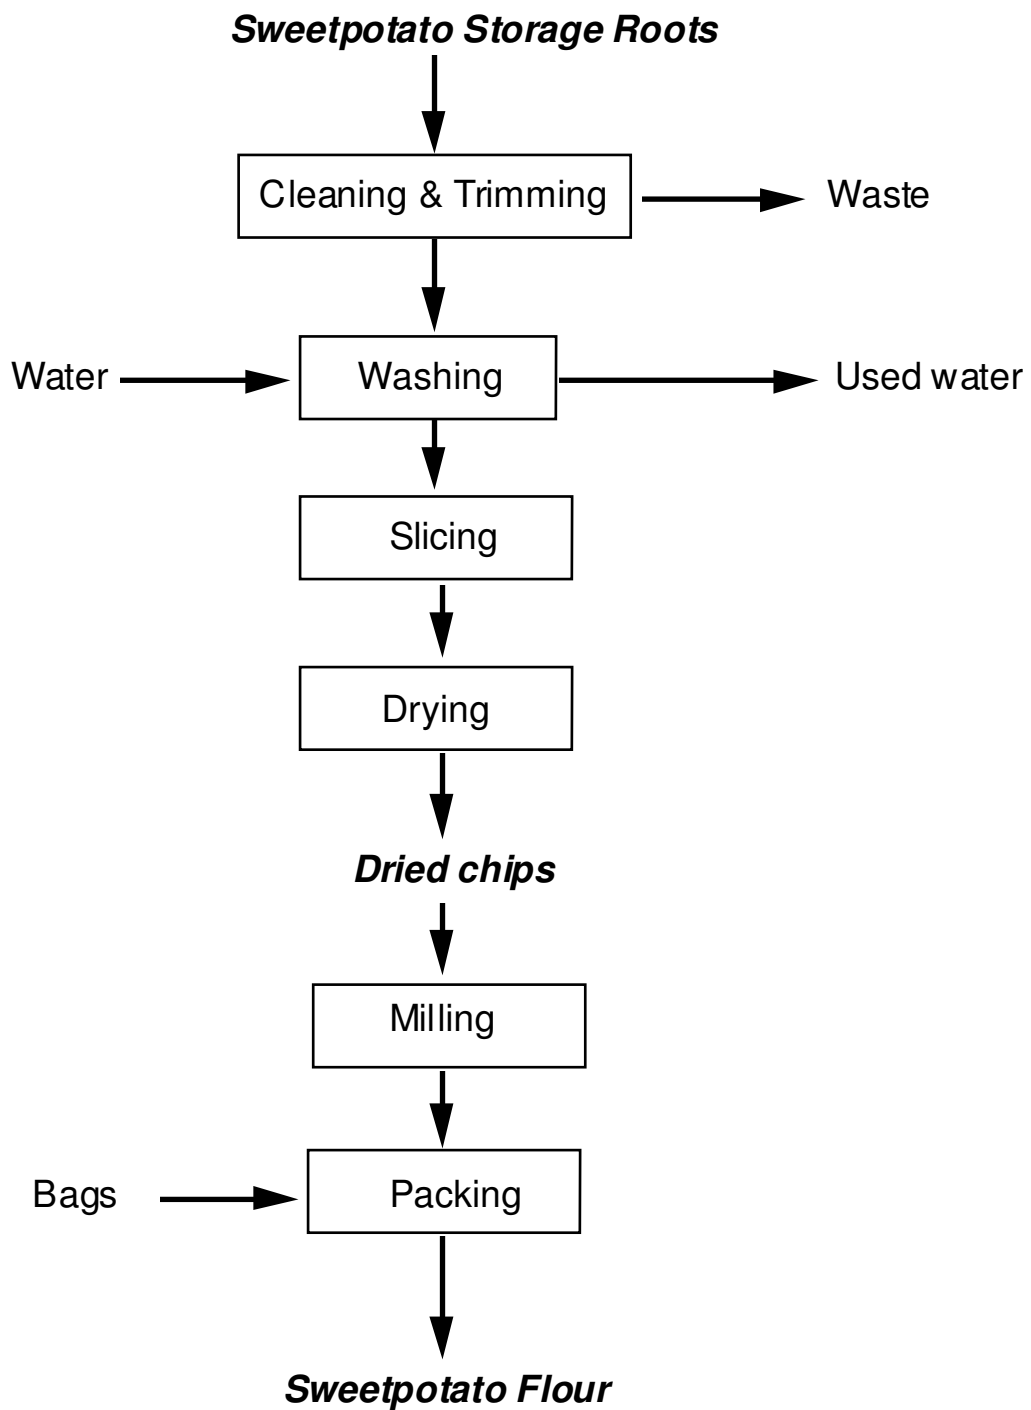 Sweetpotato Storage Roots
Cleaning & Trimming
Waste
Water
Washing
Used water
Slicing
Drying
Dried chips
Milling
Bags
Packing
Sweetpotato Flour